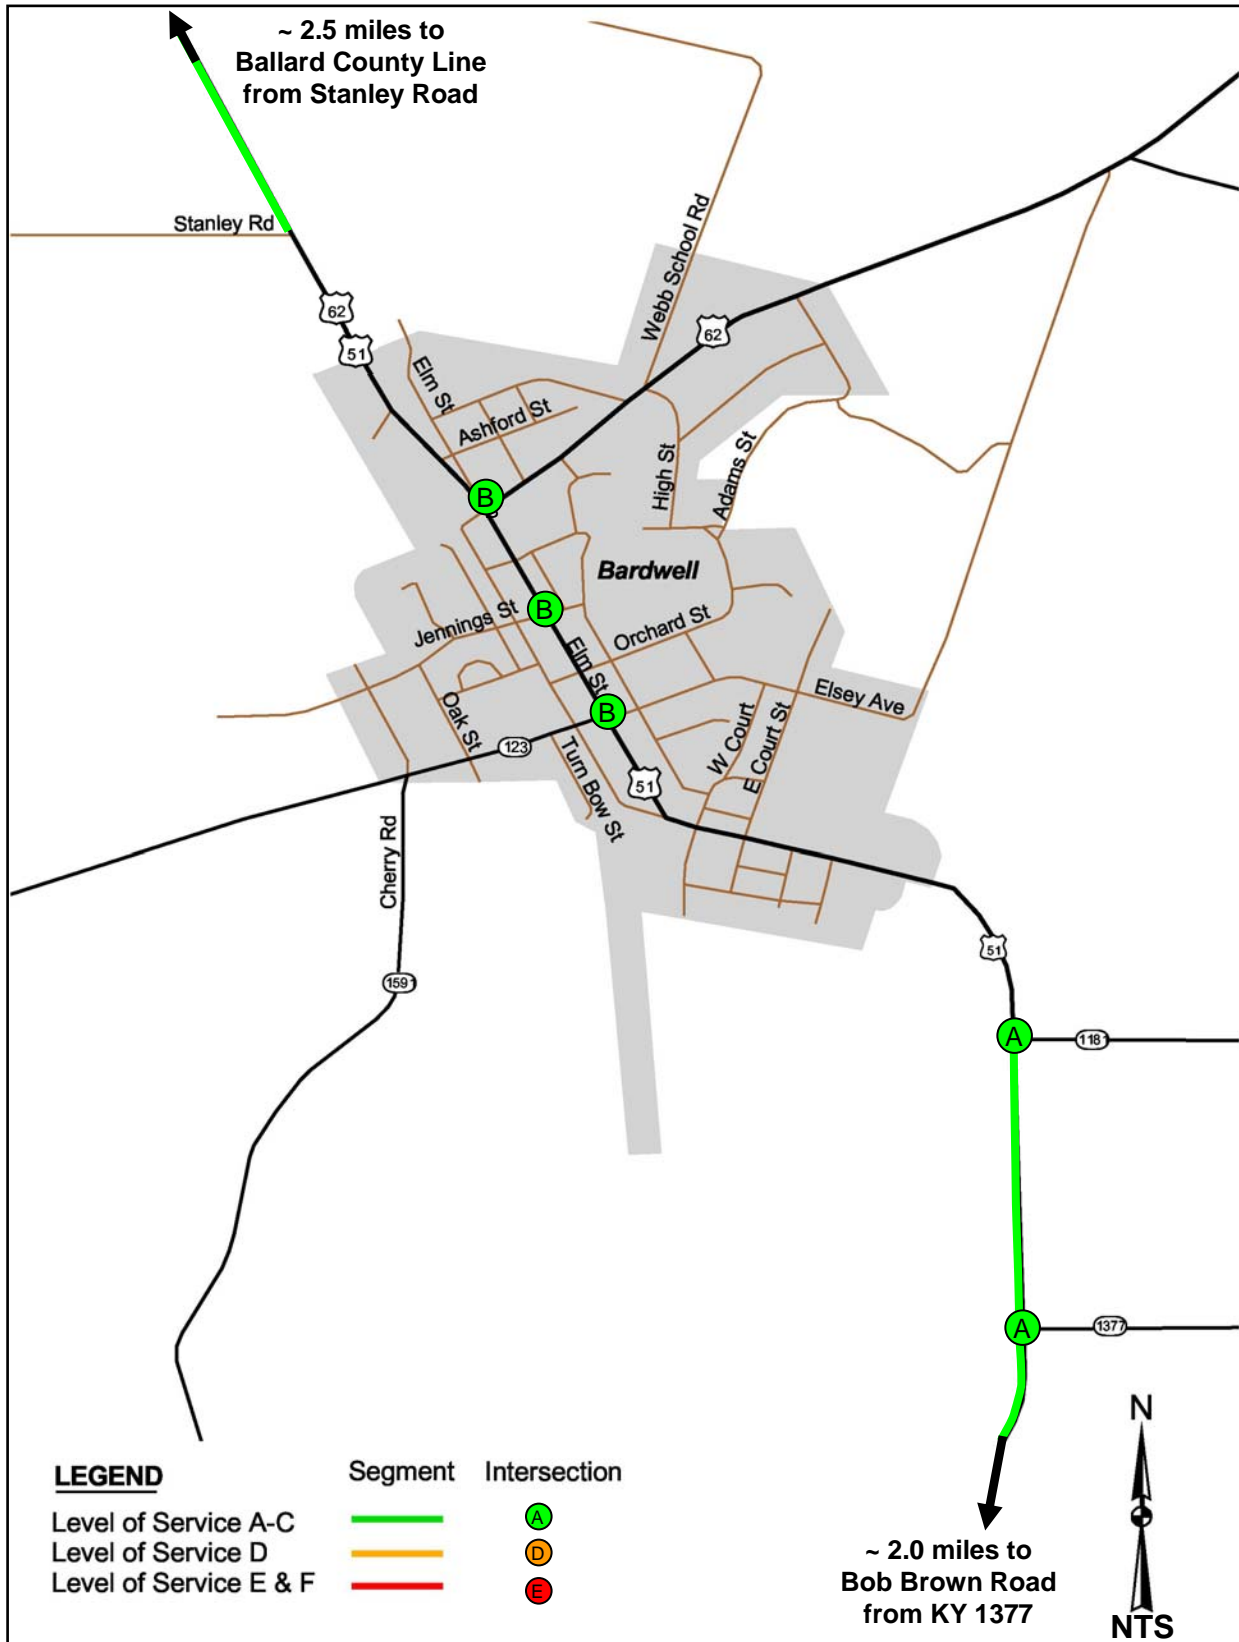 ~ 2.5 miles to
Ballard County Line
from Stanley Road
Stanley Rd
Webb School Rd
62
51
62
Elm St
Ashford St
High St
Adams St
B
Bardwell
B
Jennings St
Orchard St
Elm St
Elsey Ave
Oak St
B
W Court
E Court St
123
Turn Bow St
51
Cherry Rd
51
1591
A
1181
A
1377
N
LEGEND
Segment
Intersection
Level of Service A-C
A
Level of Service D
D
Level of Service E & F
E
~ 2.0 miles to
Bob Brown Road
from KY 1377
NTS